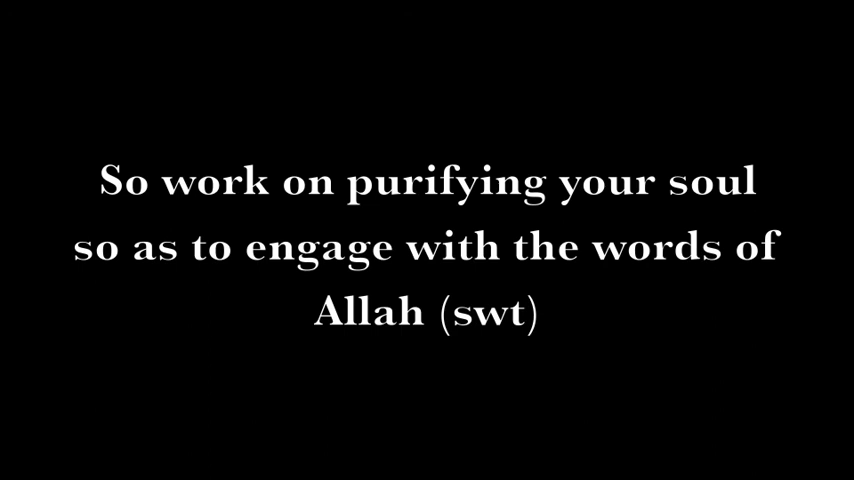 So work on purifying your soul
so as to engage with the words of
Allah (swt)